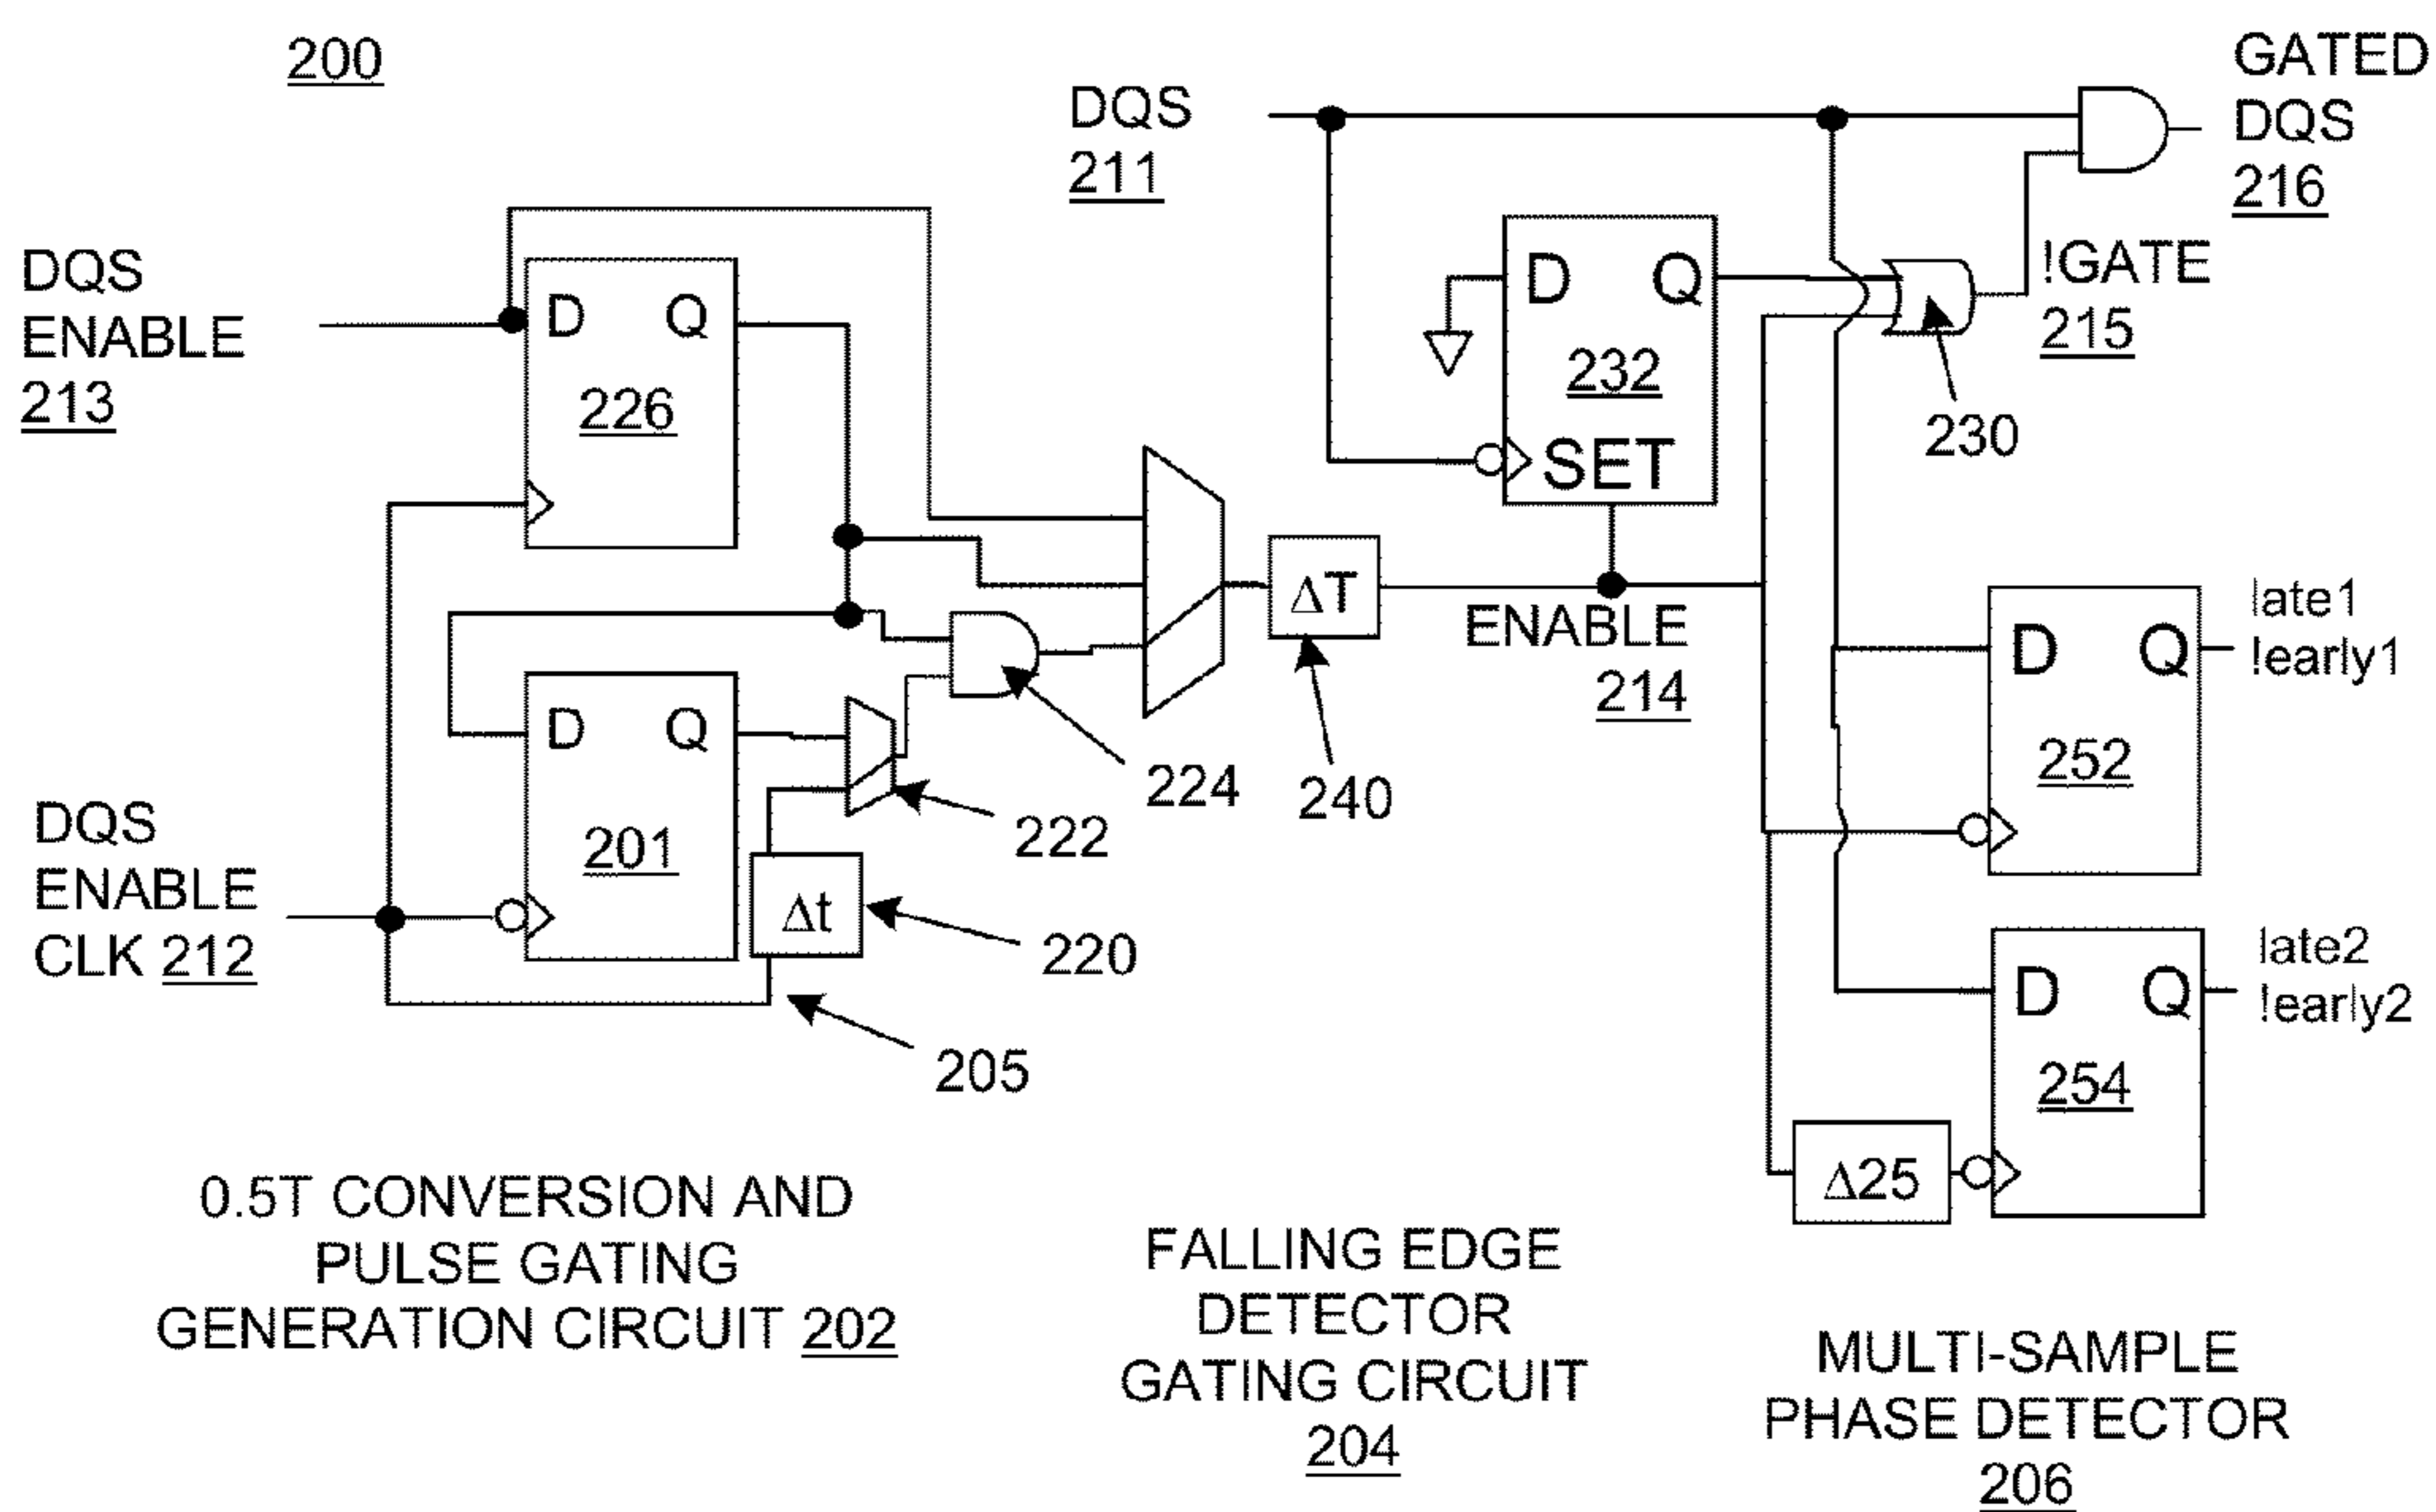 200
DQS
ENABLE
213
D Q
226
DQS
ENABLE
CLK 212
D Q
201
Δt
222
224
220
205
0.5T CONVERSION AND
PULSE GATING
GENERATION CIRCUIT 202
DQS
211
D Q
232
SET
ΔT
240
ENABLE
214
FALLING EDGE
DETECTOR
GATING CIRCUIT
204
GATED
DQS
216
!GATE
215
230
D Q
252
late1
!early1
D Q
254
late2
!early2
Δ25
MULTI-SAMPLE
PHASE DETECTOR
206